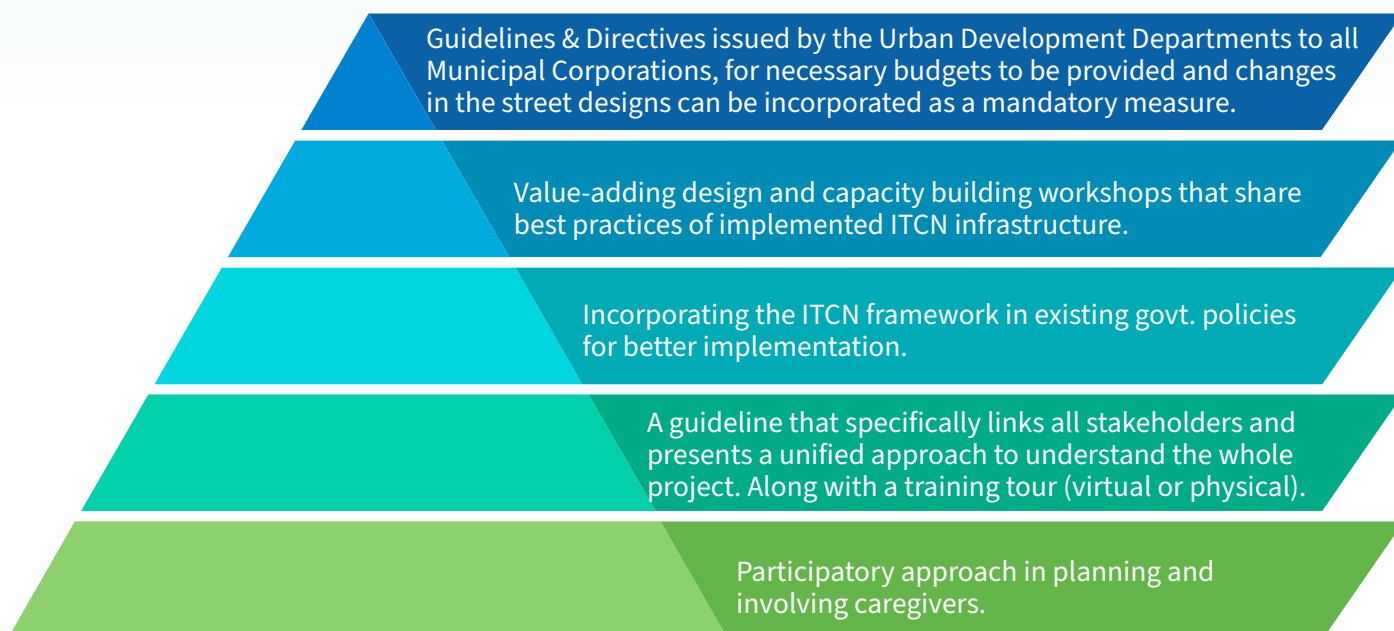 Guidelines & Directives issued by the Urban Development Departments to all
Municipal Corporations, for necessary budgets to be provided and changes
in the street designs can be incorporated as a mandatory measure.
Value-adding design and capacity building workshops that share
best practices of implemented ITCN infrastructure.
Incorporating the ITCN framework in existing govt. policies
for better implementation.
A guideline that specifically links all stakeholders and
presents a unified approach to understand the whole
project. Along with a training tour (virtual or physical).
Participatory approach in planning and
involving caregivers.